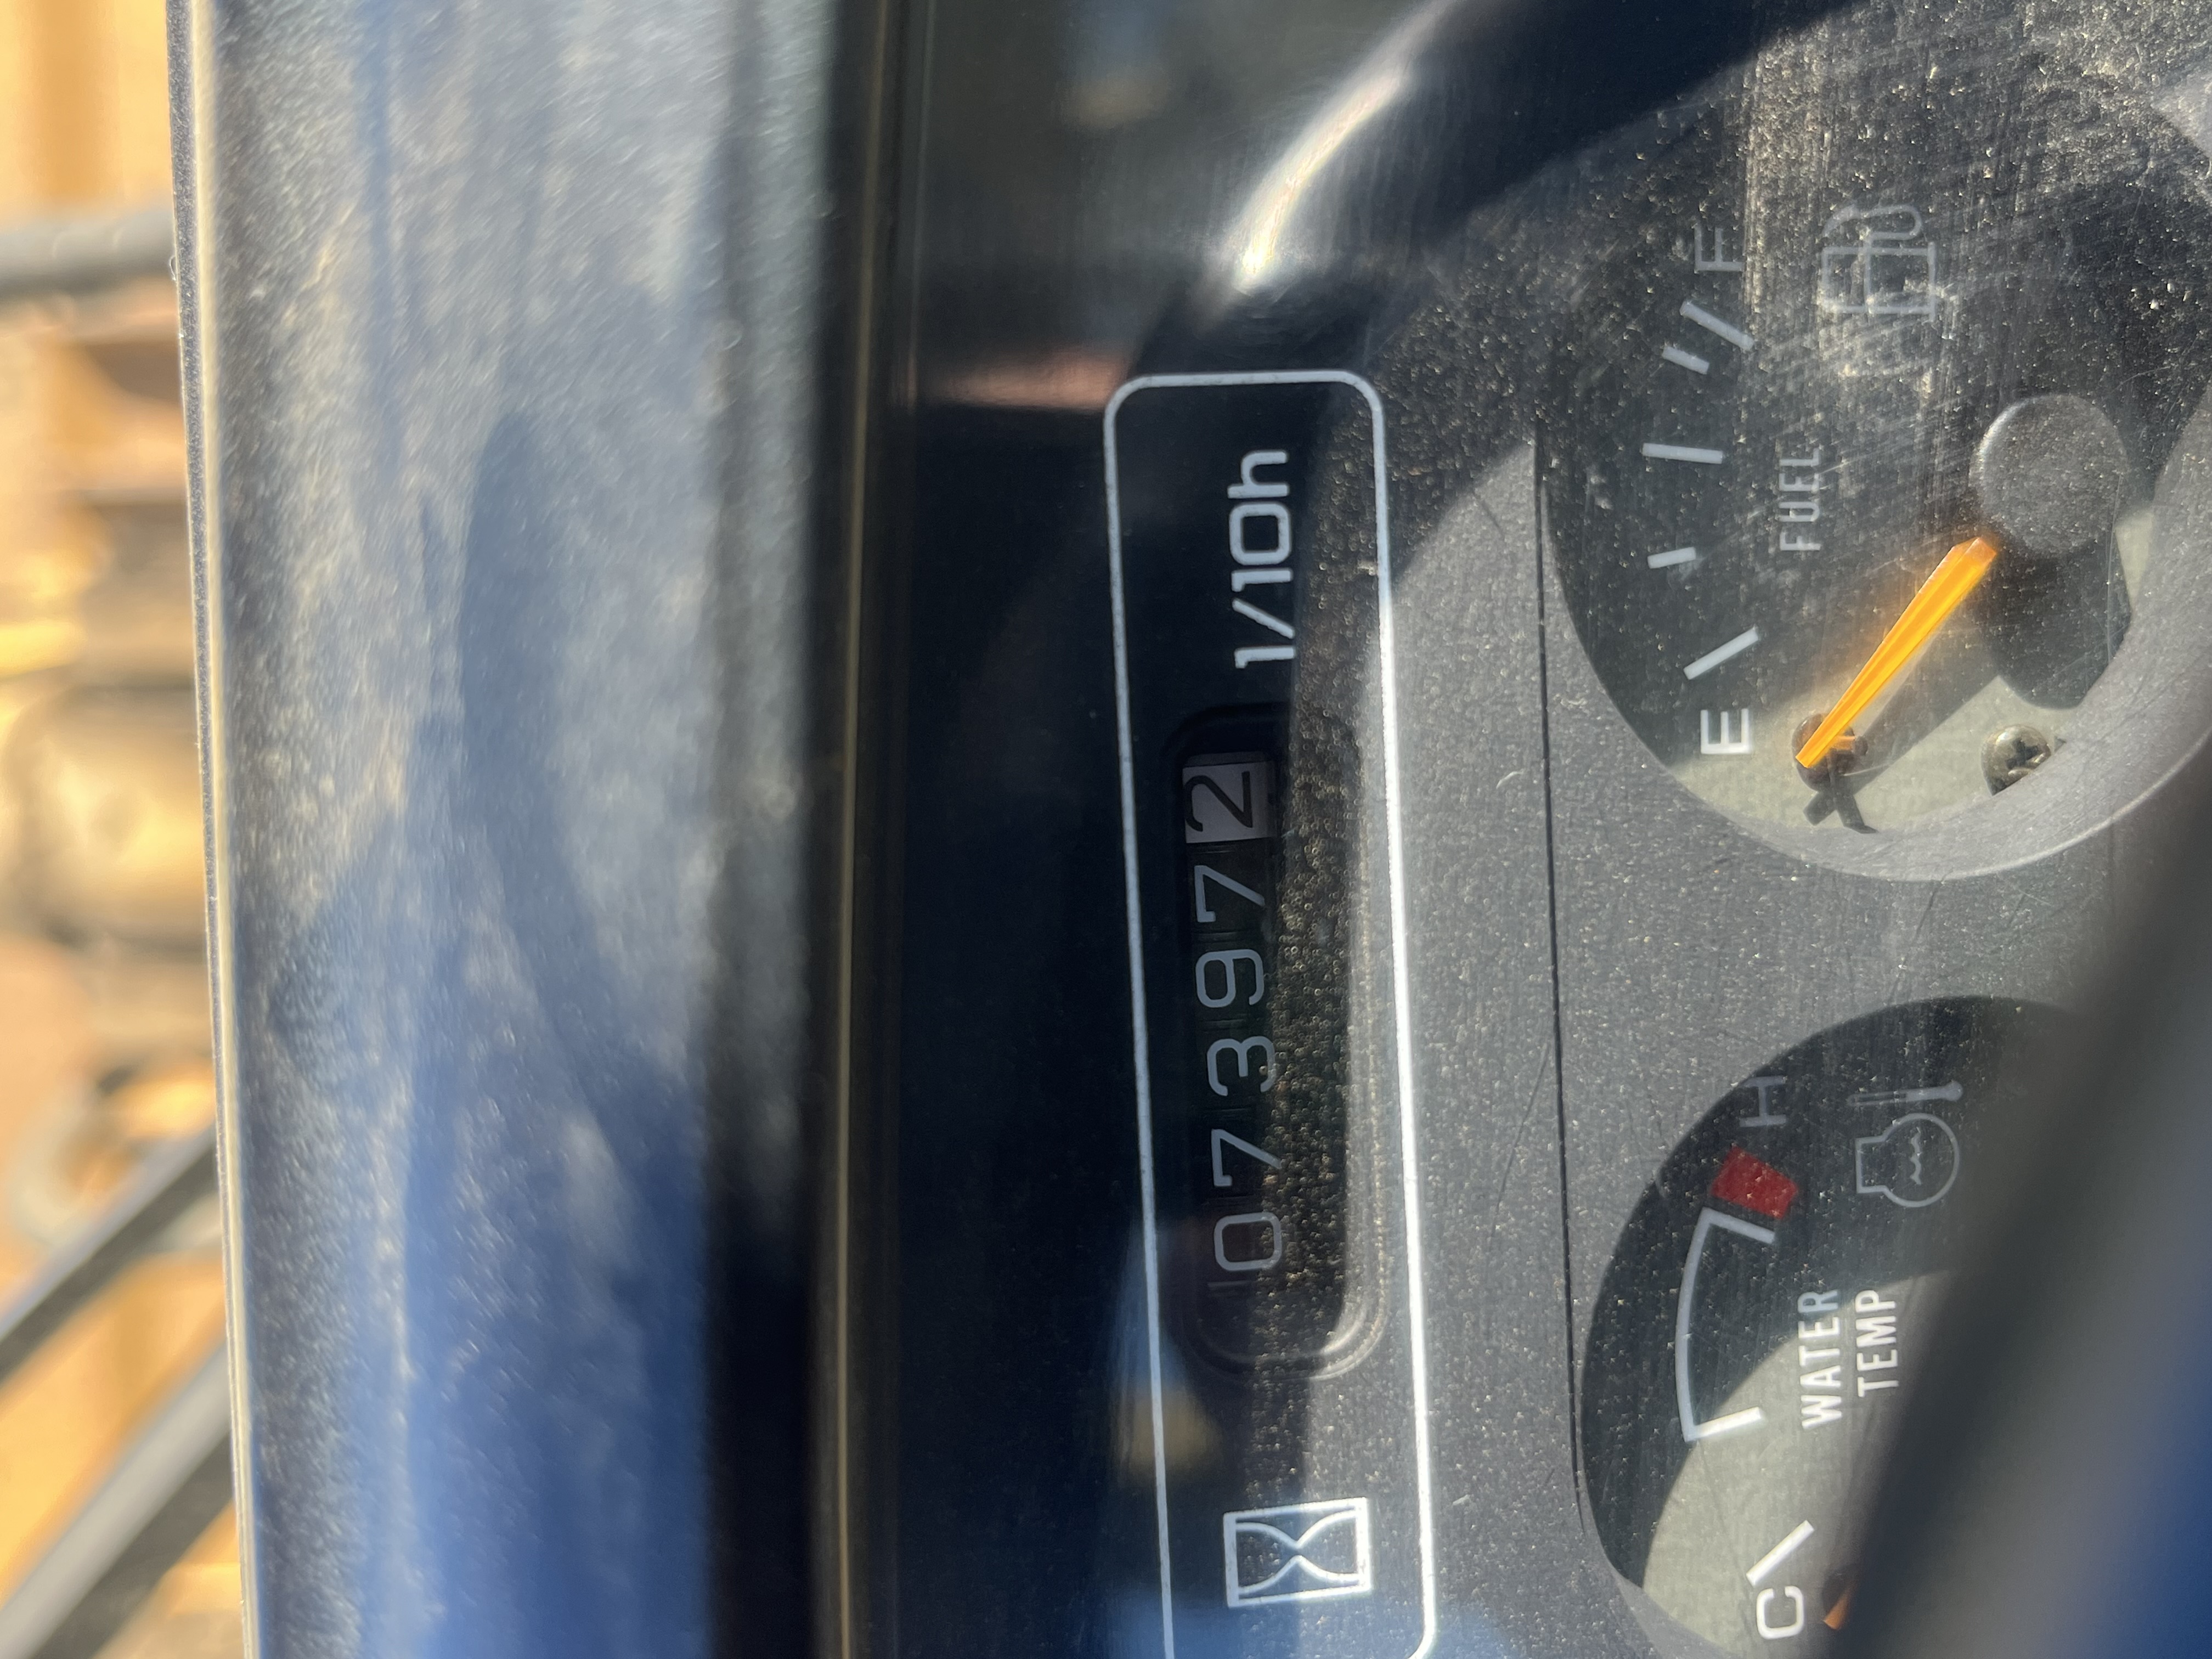 073972 1/10h
E F
FUEL
C H
WATER
TEMP